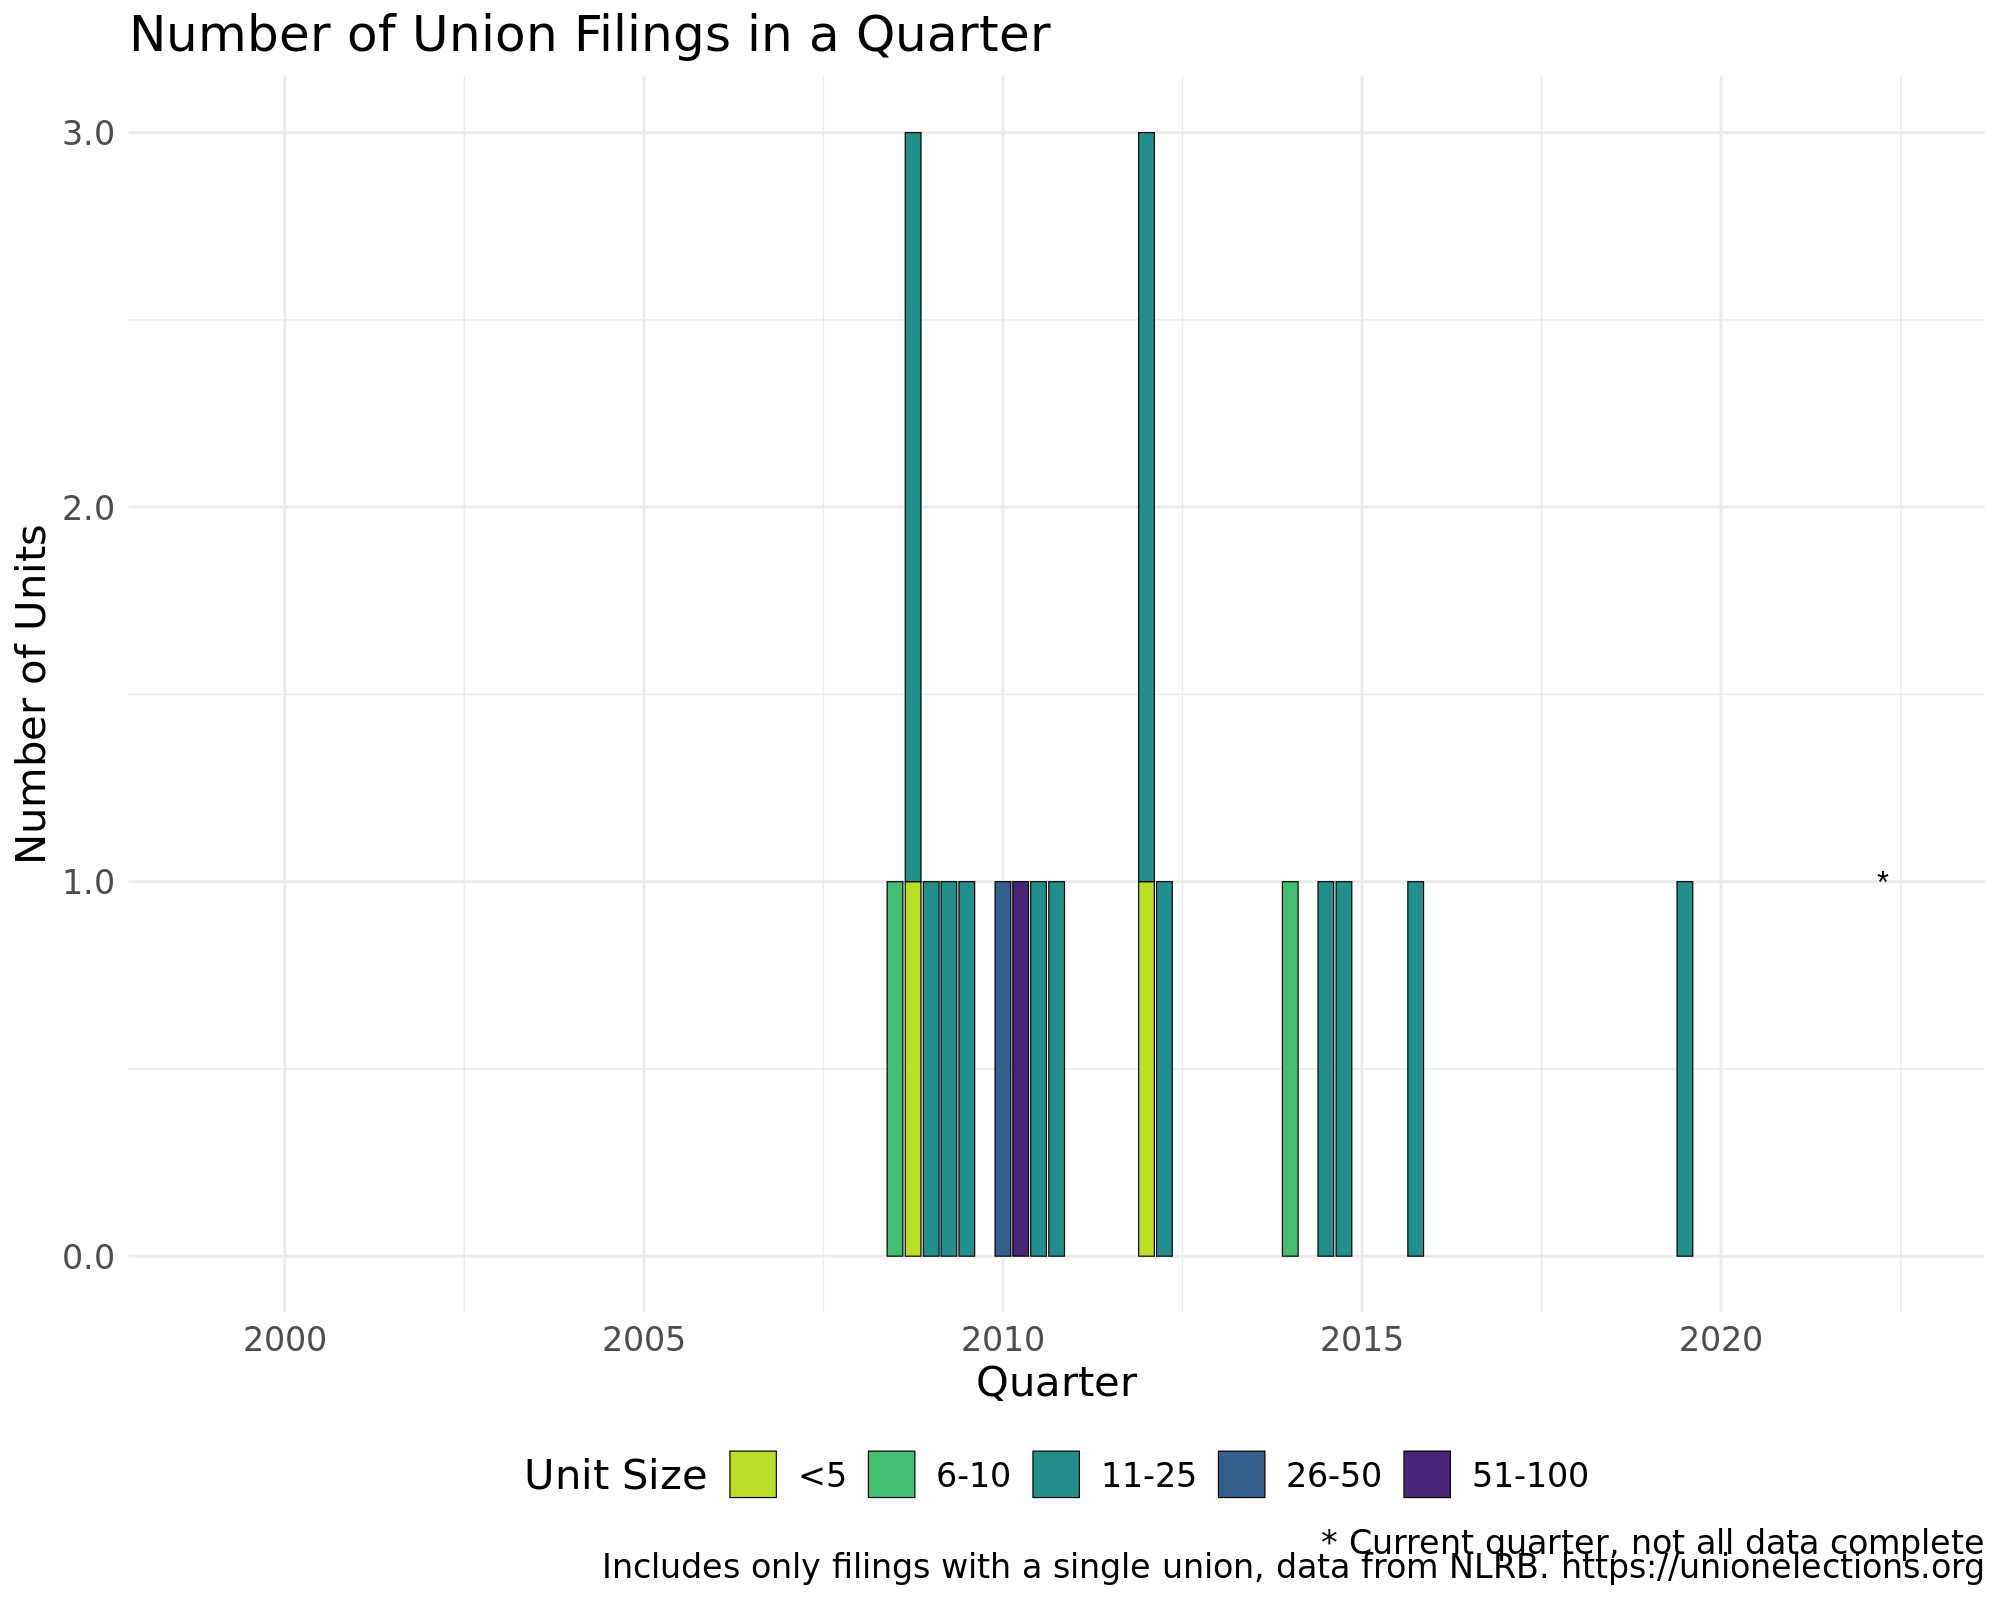 Number of Union Filings in a Quarter
Number of Units
3.0
2.0
1.0
0.0
*
2000 2005 2010 2015 2020
Quarter
Unit Size <5 6-10 11-25 26-50 51-100
* Current quarter, not all data complete
Includes only filings with a single union, data from NLRB. https://unionelections.org